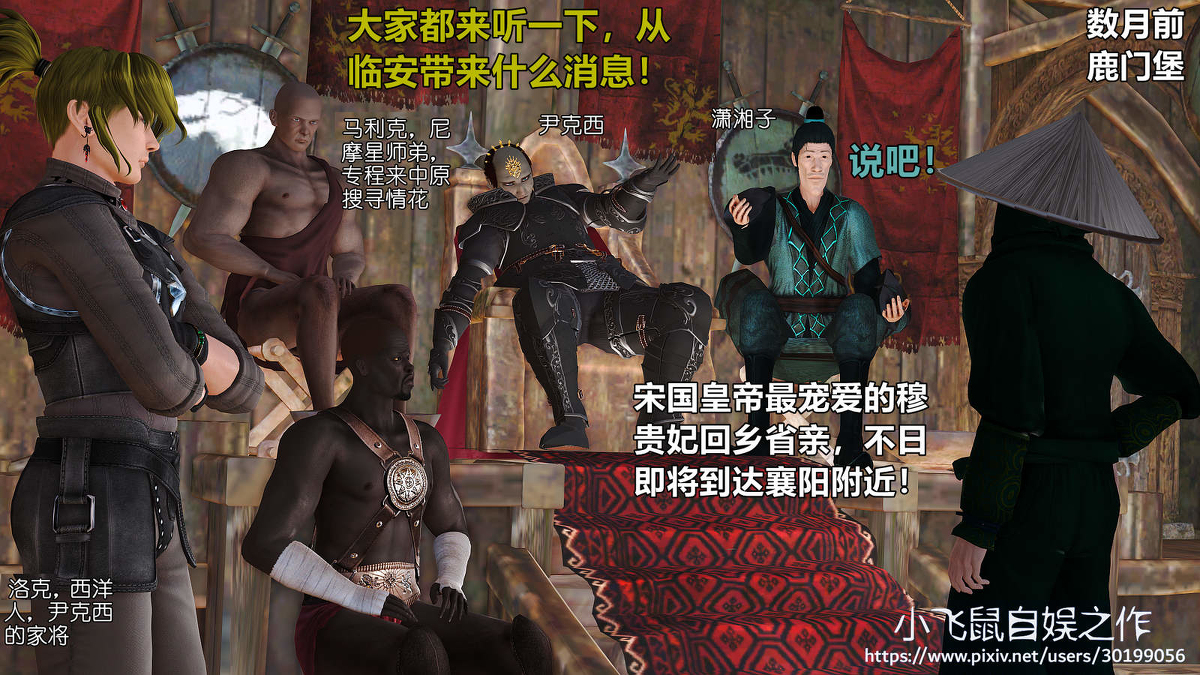 大家都来听一下，从
临安带来什么消息！
数月前
鹿门堡
马利克，尼
摩星师弟，
专程来中原
搜寻情花
尹克西
潇湘子
说吧！
宋国皇帝最宠爱的穆
贵妃回乡省亲，不日
即将到达襄阳附近！
洛克，西洋
人，尹克西
的家将
小飞鼠自娱之作
https://www.pixiv.net/users/30199056